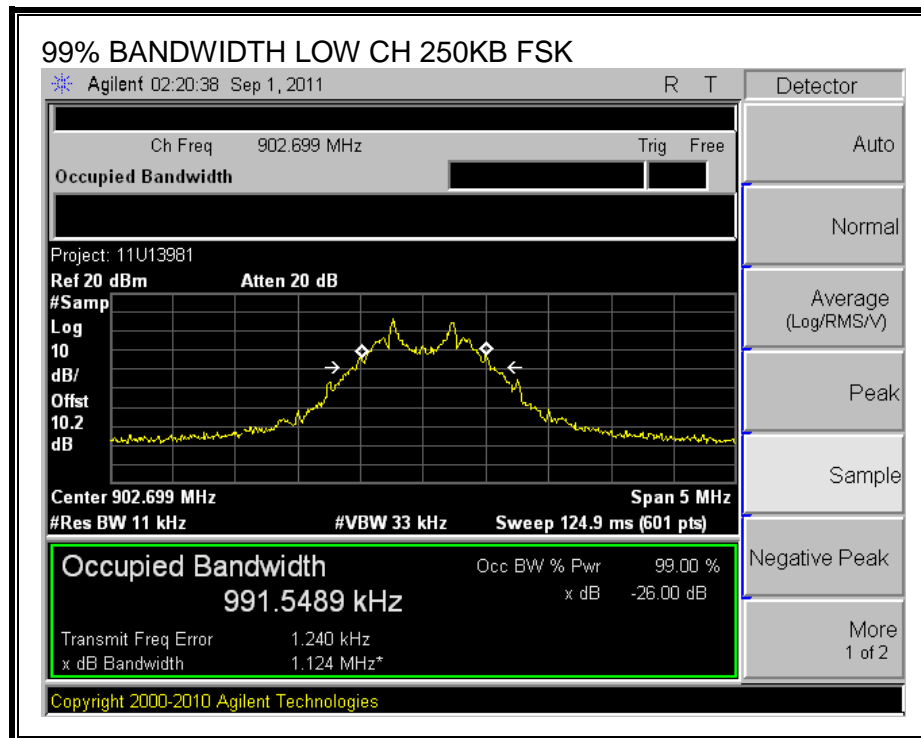 99% BANDWIDTH LOW CH 250KB FSK
Agilent 02:20:38 Sep 1, 2011 R T
Detector
Ch Freq 902.699 MHz Trig Free
Occupied Bandwidth
Auto
Normal
Average
(Log/RMS/V)
Peak
Sample
Negative Peak
More
1 of 2
Project: 11U13981
Ref 20 dBm Atten 20 dB
#Samp
Log
10
dB/
Offst
10.2
dB
Center 902.699 MHz Span 5 MHz
#Res BW 11 kHz #VBW 33 kHz Sweep 124.9 ms (601 pts)
Occupied Bandwidth
991.5489 kHz
Occ BW % Pwr 99.00 %
x dB -26.00 dB
Transmit Freq Error 1.240 kHz
x dB Bandwidth 1.124 MHz*
Copyright 2000-2010 Agilent Technologies